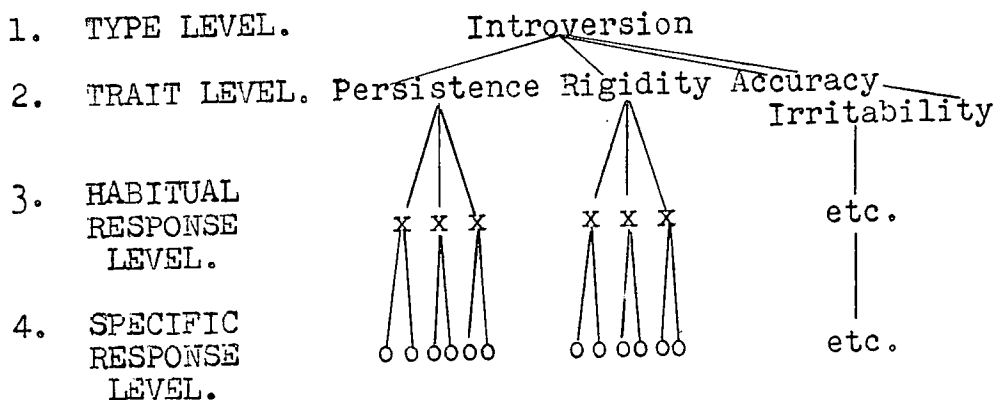 1. TYPE LEVEL. Introversion
2. TRAIT LEVEL. Persistence Rigidity Accuracy
Irritability
3. HABITUAL
RESPONSE
LEVEL.
x x x x x x etc.
4. SPECIFIC
RESPONSE
LEVEL.
o o o o o o o o o o o o etc.